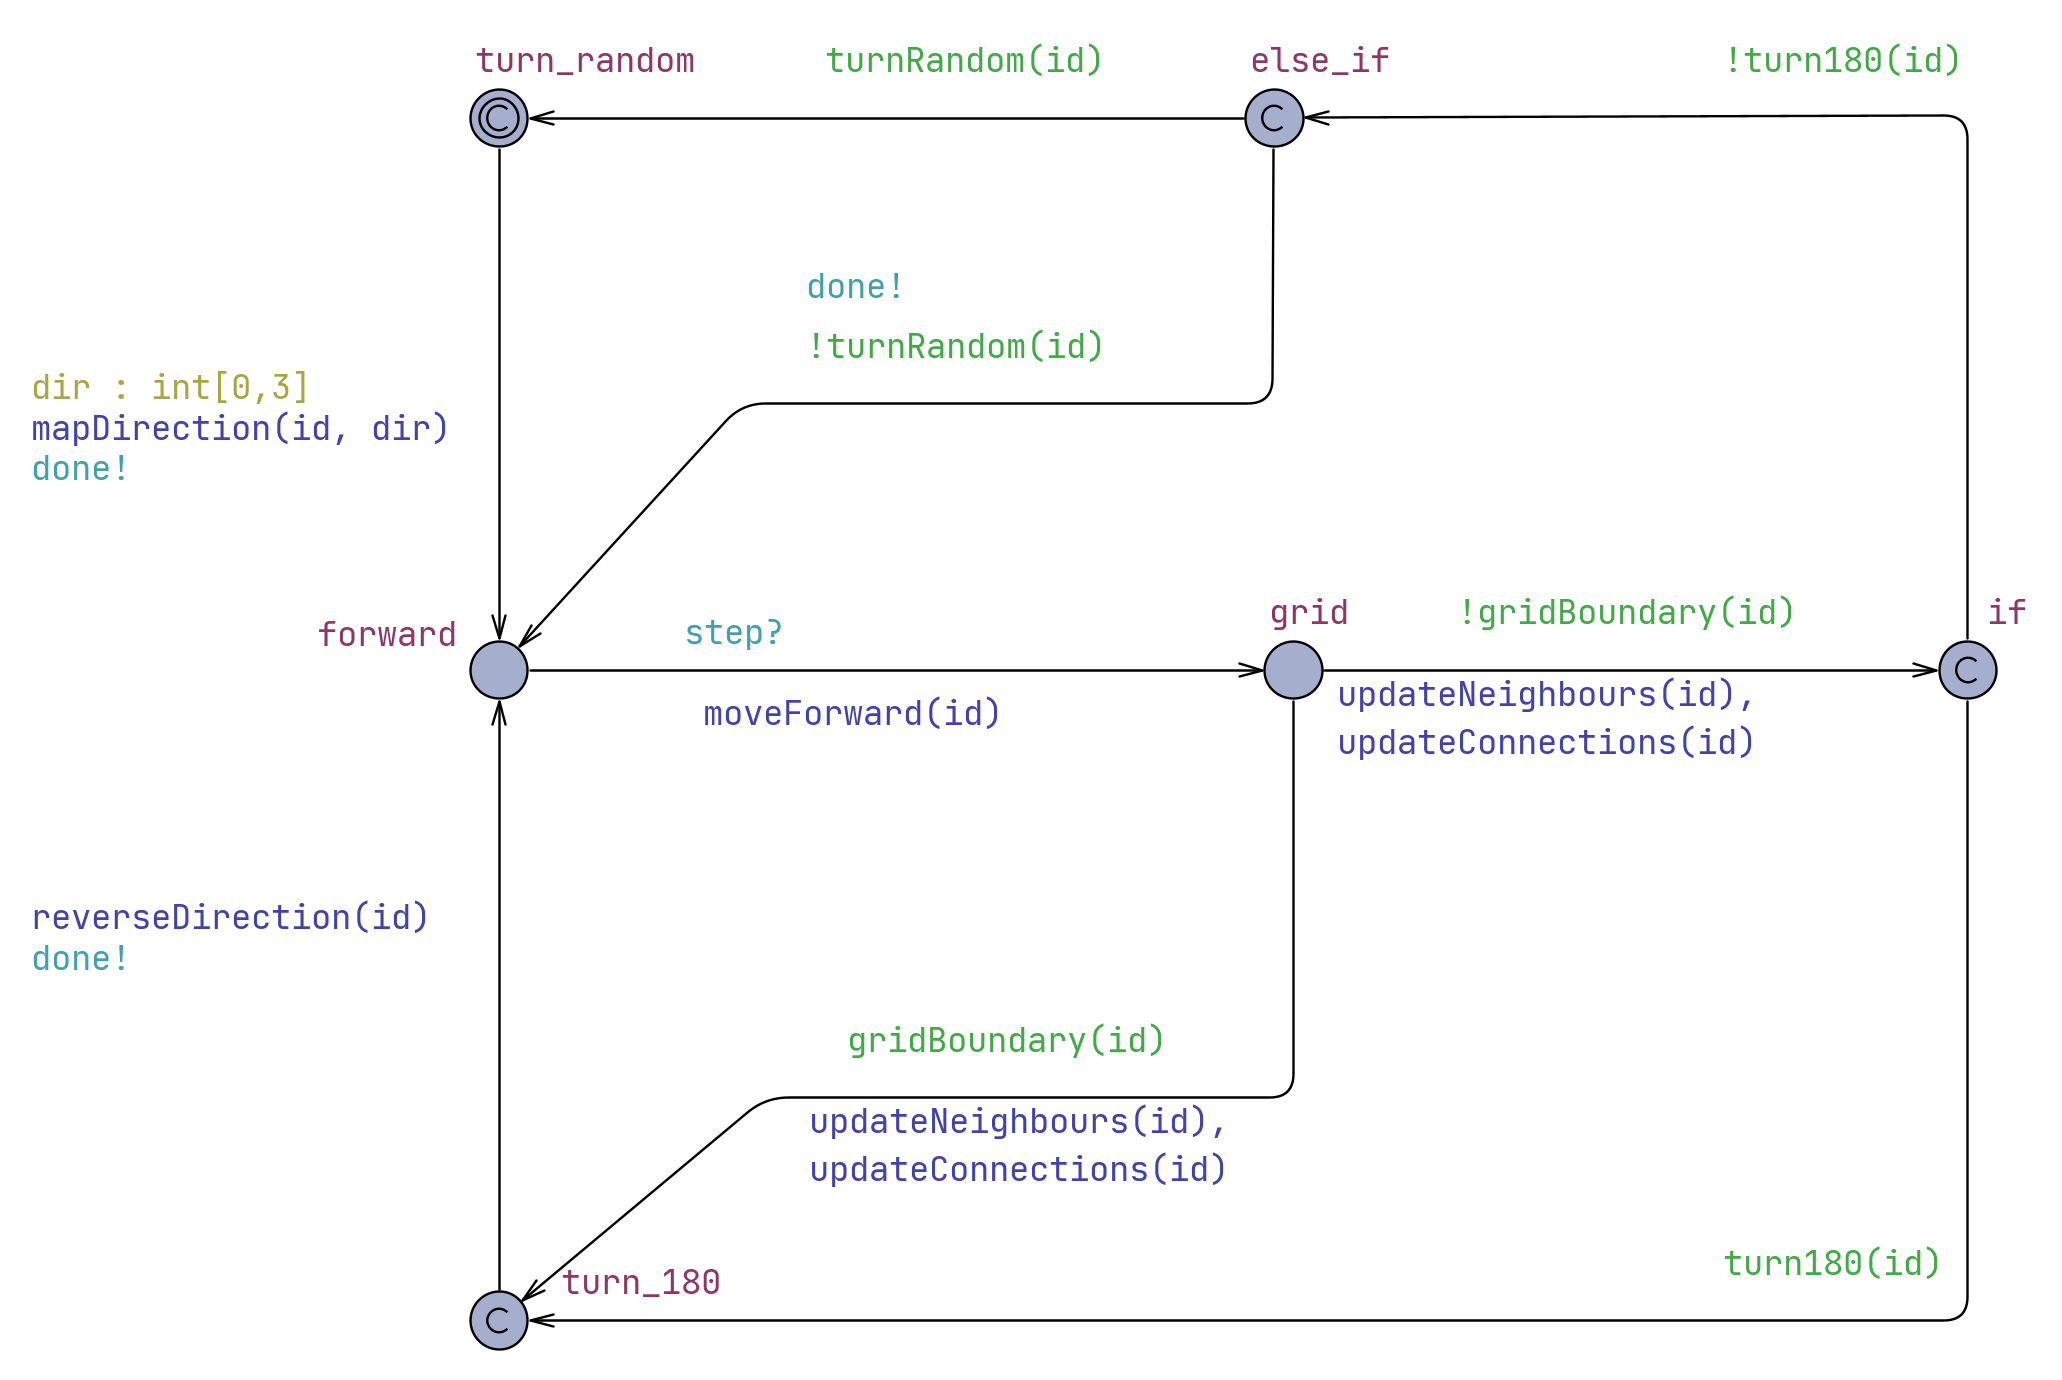 turn_random
turnRandom(id)
else_if
!turn180(id)
C
C
done!
!turnRandom(id)
dir : int[0,3]
mapDirection(id, dir)
done!
forward
step?
moveForward(id)
grid
!gridBoundary(id)
if
C
updateNeighbours(id),
updateConnections(id)
reverseDirection(id)
done!
gridBoundary(id)
updateNeighbours(id),
updateConnections(id)
turn180(id)
turn_180
C